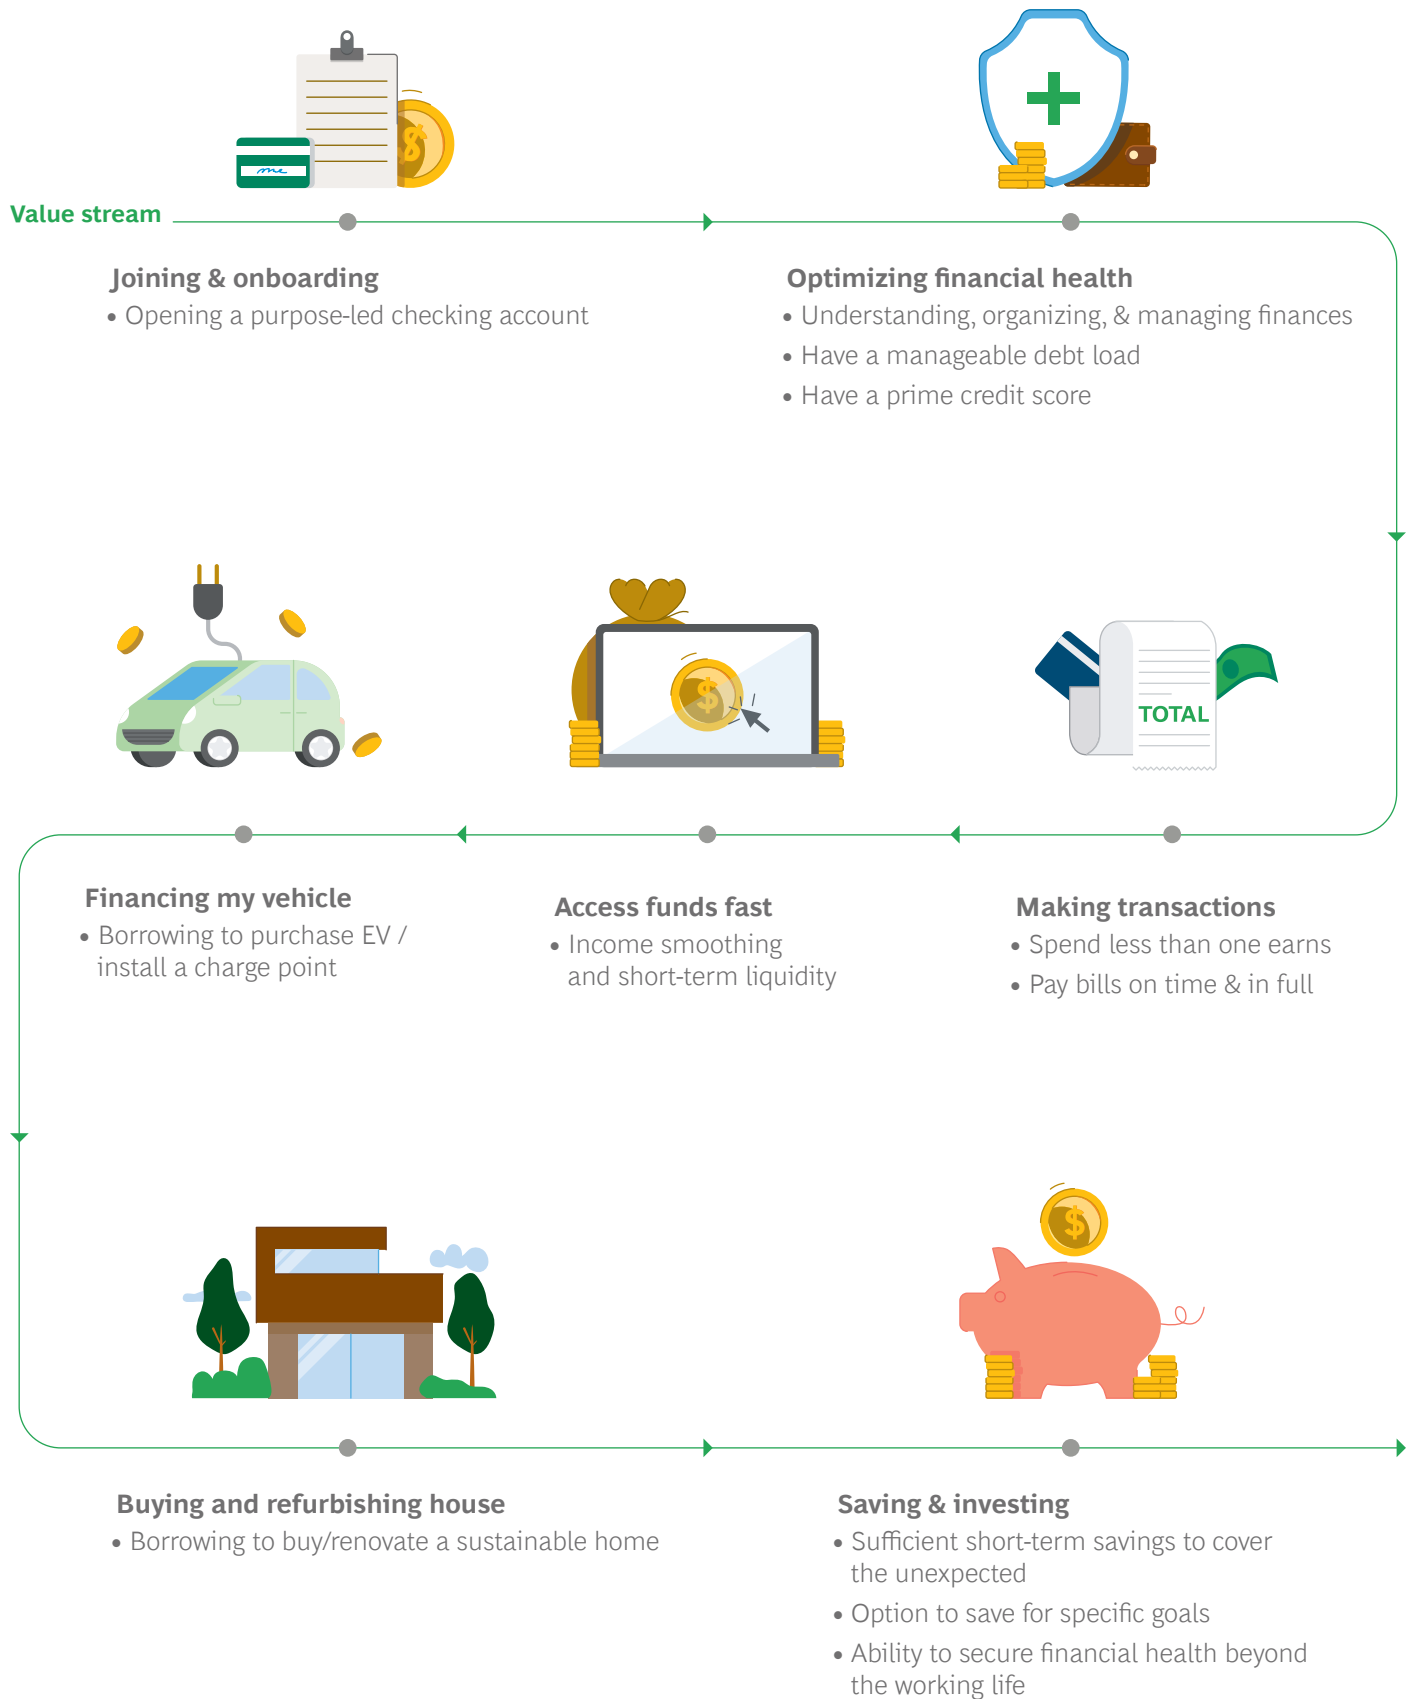 Value stream
Joining & onboarding
• Opening a purpose-led checking account
Optimizing financial health
• Understanding, organizing, & managing finances
• Have a manageable debt load
• Have a prime credit score
TOTAL
Making transactions
• Spend less than one earns
• Pay bills on time & in full
$
Access funds fast
• Income smoothing
and short-term liquidity
Financing my vehicle
• Borrowing to purchase EV /
install a charge point
Buying and refurbishing house
• Borrowing to buy/renovate a sustainable home
$
Saving & investing
• Sufficient short-term savings to cover
the unexpected
• Option to save for specific goals
• Ability to secure financial health beyond
the working life